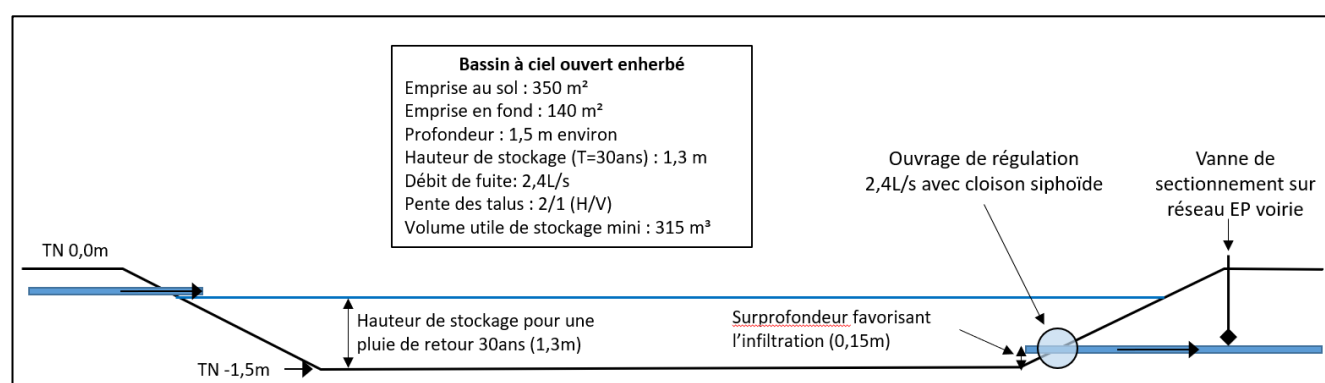 Bassin à ciel ouvert enherbé
Emprise au sol : 350 m²
Emprise en fond : 140 m²
Profondeur : 1,5 m environ
Hauteur de stockage (T=30ans) : 1,3 m
Débit de fuite: 2,4L/s
Pente des talus : 2/1 (H/V)
Volume utile de stockage mini : 315 m³
Ouvrage de régulation
2,4L/s avec cloison siphoïde
Vanne de
sectionnement sur
réseau EP voirie
TN 0,0m
Hauteur de stockage pour une
pluie de retour 30ans (1,3m)
Surprofondeur favorisant
l'infiltration (0,15m)
TN -1,5m